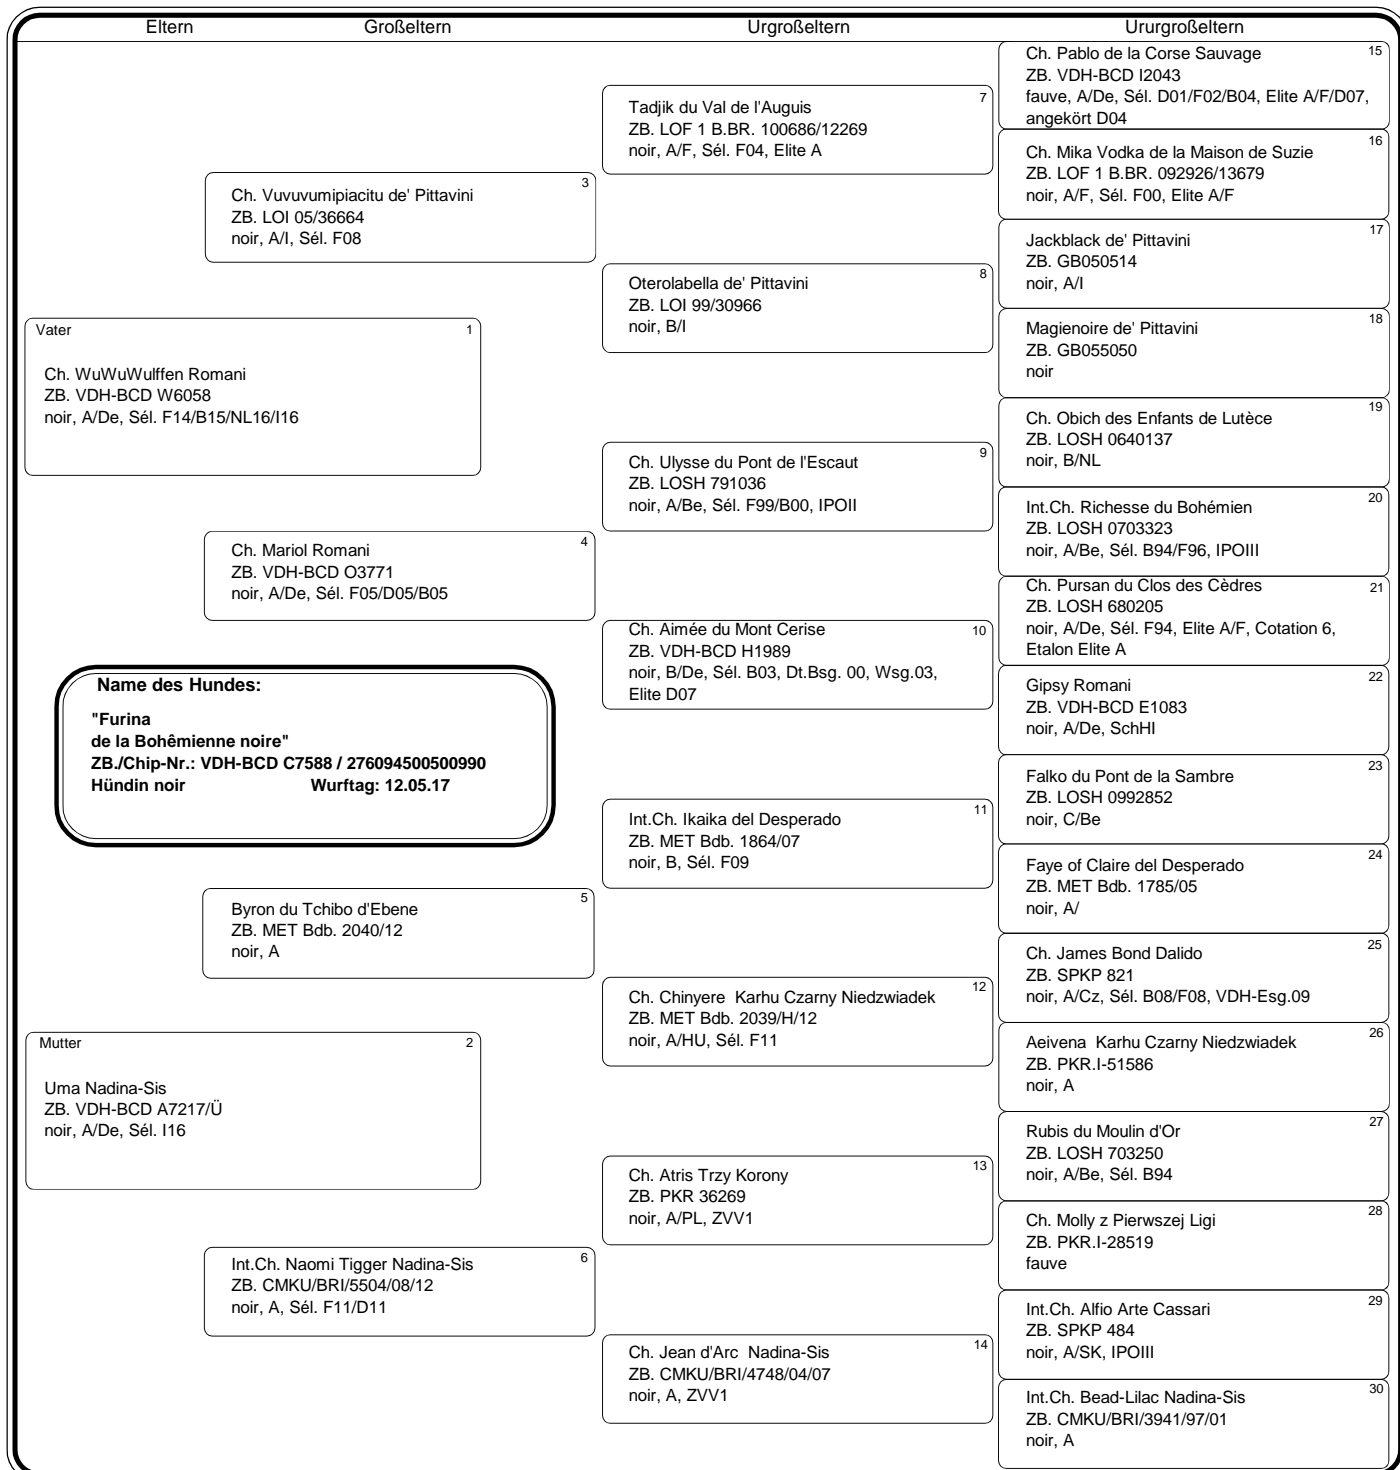 Eltern Großeltern Urgroßeltern Ururgroßeltern
Vater 1
Ch. WuWuWulffen Romani
ZB. VDH-BCD W6058
noir, A/De, Sél. F14/B15/NL16/I16
Name des Hundes:
"Furina
de la Bohêmienne noire"
ZB./Chip-Nr.: VDH-BCD C7588 / 276094500500990
Hündin noir Wurftag: 12.05.17
Mutter 2
Uma Nadina-Sis
ZB. VDH-BCD A7217/Ü
noir, A/De, Sél. I16
3
Ch. Vuvuvumipiacitu de' Pittavini
ZB. LOI 05/36664
noir, A/I, Sél. F08
4
Ch. Mariol Romani
ZB. VDH-BCD O3771
noir, A/De, Sél. F05/D05/B05
5
Byron du Tchibo d'Ebene
ZB. MET Bdb. 2040/12
noir, A
6
Int.Ch. Naomi Tigger Nadina-Sis
ZB. CMKU/BRI/5504/08/12
noir, A, Sél. F11/D11
7
Tadjik du Val de l'Auguis
ZB. LOF 1 B.BR. 100686/12269
noir, A/F, Sél. F04, Elite A
8
Oterolabella de' Pittavini
ZB. LOI 99/30966
noir, B/I
9
Ch. Ulysse du Pont de l'Escaut
ZB. LOSH 791036
noir, A/Be, Sél. F99/B00, IPOII
10
Ch. Aimée du Mont Cerise
ZB. VDH-BCD H1989
noir, B/De, Sél. B03, Dt.Bsg. 00, Wsg.03,
Elite D07
11
Int.Ch. Ikaika del Desperado
ZB. MET Bdb. 1864/07
noir, B, Sél. F09
12
Ch. Chinyere Karhu Czarny Niedzwiadek
ZB. MET Bdb. 2039/H/12
noir, A/HU, Sél. F11
13
Ch. Atris Trzy Korony
ZB. PKR 36269
noir, A/PL, ZVV1
14
Ch. Jean d'Arc Nadina-Sis
ZB. CMKU/BRI/4748/04/07
noir, A, ZVV1
15
Ch. Pablo de la Corse Sauvage
ZB. VDH-BCD I2043
fauve, A/De, Sél. D01/F02/B04, Elite A/F/D07,
angekört D04
16
Ch. Mika Vodka de la Maison de Suzie
ZB. LOF 1 B.BR. 092926/13679
noir, A/F, Sél. F00, Elite A/F
17
Jackblack de' Pittavini
ZB. GB050514
noir, A/I
18
Magienoire de' Pittavini
ZB. GB055050
noir
19
Ch. Obich des Enfants de Lutèce
ZB. LOSH 0640137
noir, B/NL
20
Int.Ch. Richesse du Bohémien
ZB. LOSH 0703323
noir, A/Be, Sél. B94/F96, IPOIII
21
Ch. Pursan du Clos des Cèdres
ZB. LOSH 680205
noir, A/De, Sél. F94, Elite A/F, Cotation 6,
Etalon Elite A
22
Gipsy Romani
ZB. VDH-BCD E1083
noir, A/De, SchHI
23
Falko du Pont de la Sambre
ZB. LOSH 0992852
noir, C/Be
24
Faye of Claire del Desperado
ZB. MET Bdb. 1785/05
noir, A/
25
Ch. James Bond Dalido
ZB. SPKP 821
noir, A/Cz, Sél. B08/F08, VDH-Esg.09
26
Aeivena Karhu Czarny Niedzwiadek
ZB. PKR.I-51586
noir, A
27
Rubis du Moulin d'Or
ZB. LOSH 703250
noir, A/Be, Sél. B94
28
Ch. Molly z Pierwszej Ligi
ZB. PKR.I-28519
fauve
29
Int.Ch. Alfio Arte Cassari
ZB. SPKP 484
noir, A/SK, IPOIII
30
Int.Ch. Bead-Lilac Nadina-Sis
ZB. CMKU/BRI/3941/97/01
noir, A